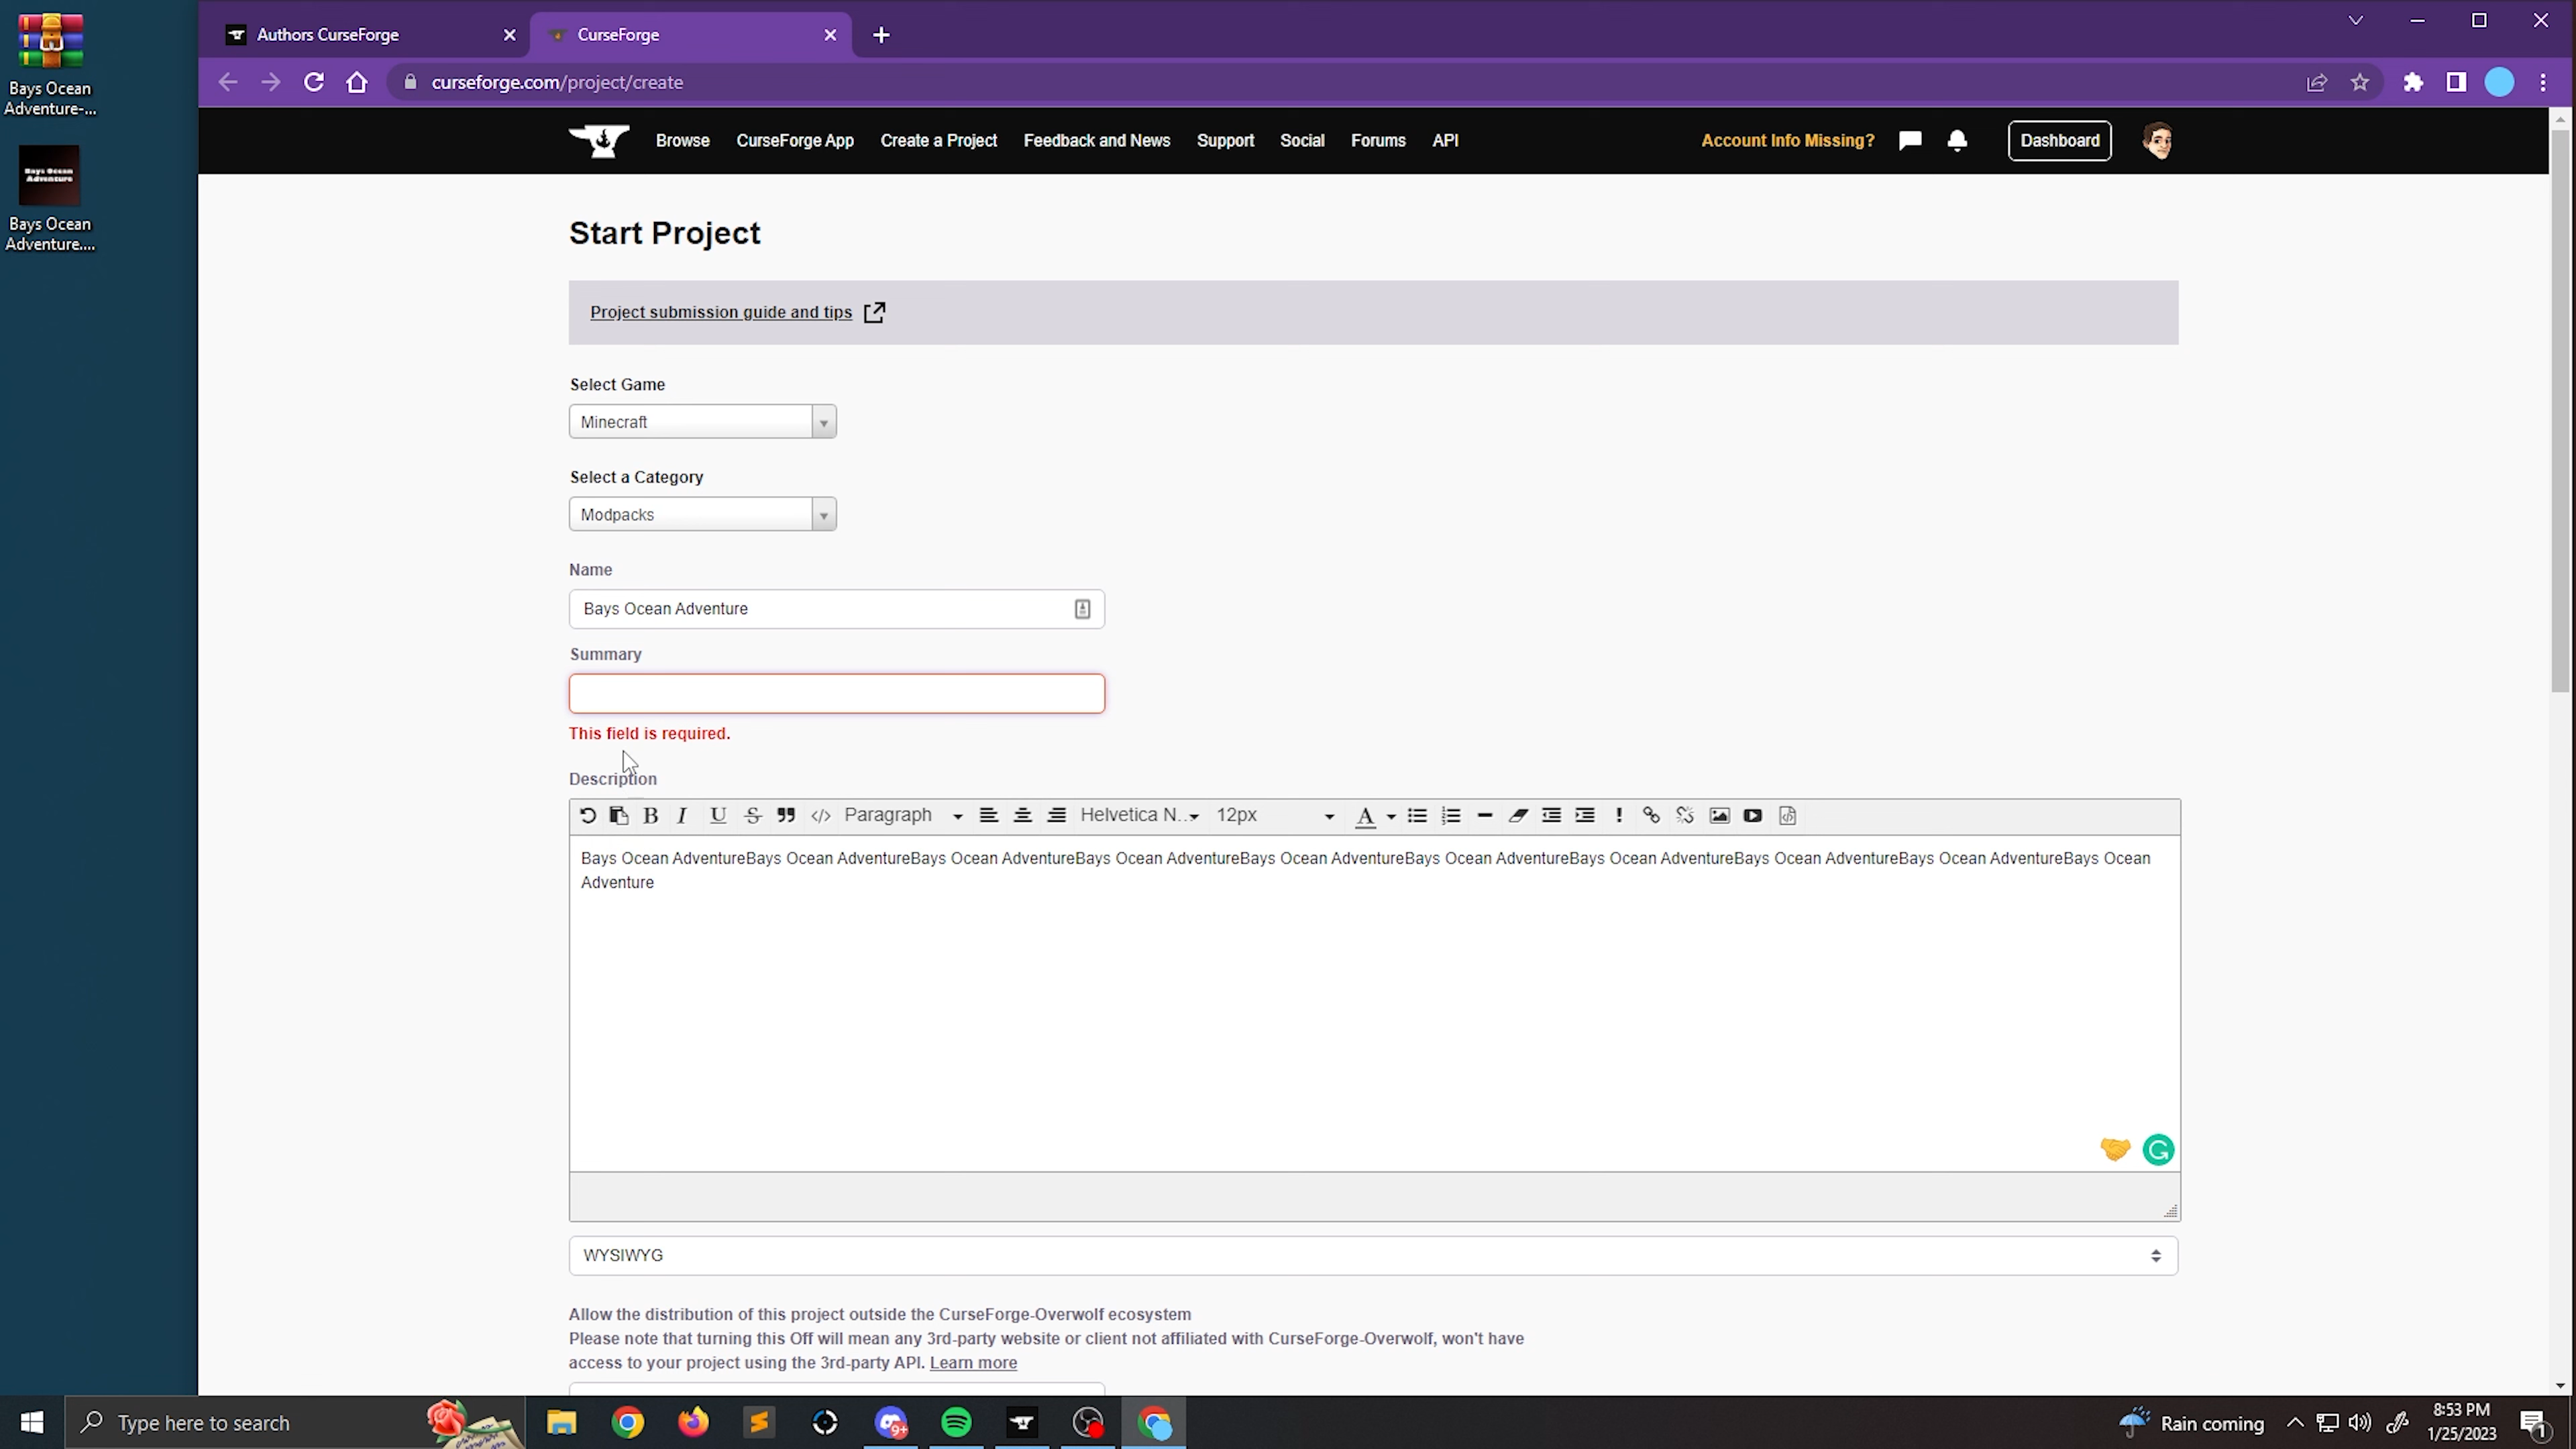 Bays Ocean
Adventure-...
Bays Ocean
Adventure
Bays Ocean
Adventure....
Authors CurseForge
CurseForge
curseforge.com/project/create
Browse CurseForge App Create a Project Feedback and News Support Social Forums API Account Info Missing? Dashboard
Start Project
Project submission guide and tips
Select Game
Minecraft
Select a Category
Modpacks
Name
Bays Ocean Adventure
Summary
This field is required.
Description
B I U S Paragraph Helvetica N... 12px A
Bays Ocean AdventureBays Ocean AdventureBays Ocean AdventureBays Ocean AdventureBays Ocean AdventureBays Ocean AdventureBays Ocean AdventureBays Ocean AdventureBays Ocean AdventureBays Ocean
Adventure
WYSIWYG
Allow the distribution of this project outside the CurseForge-Overwolf ecosystem
Please note that turning this Off will mean any 3rd-party website or client not affiliated with CurseForge-Overwolf, won't have
access to your project using the 3rd-party API. Learn more
Type here to search
9+
Rain coming
8:53 PM
1/25/2023
1